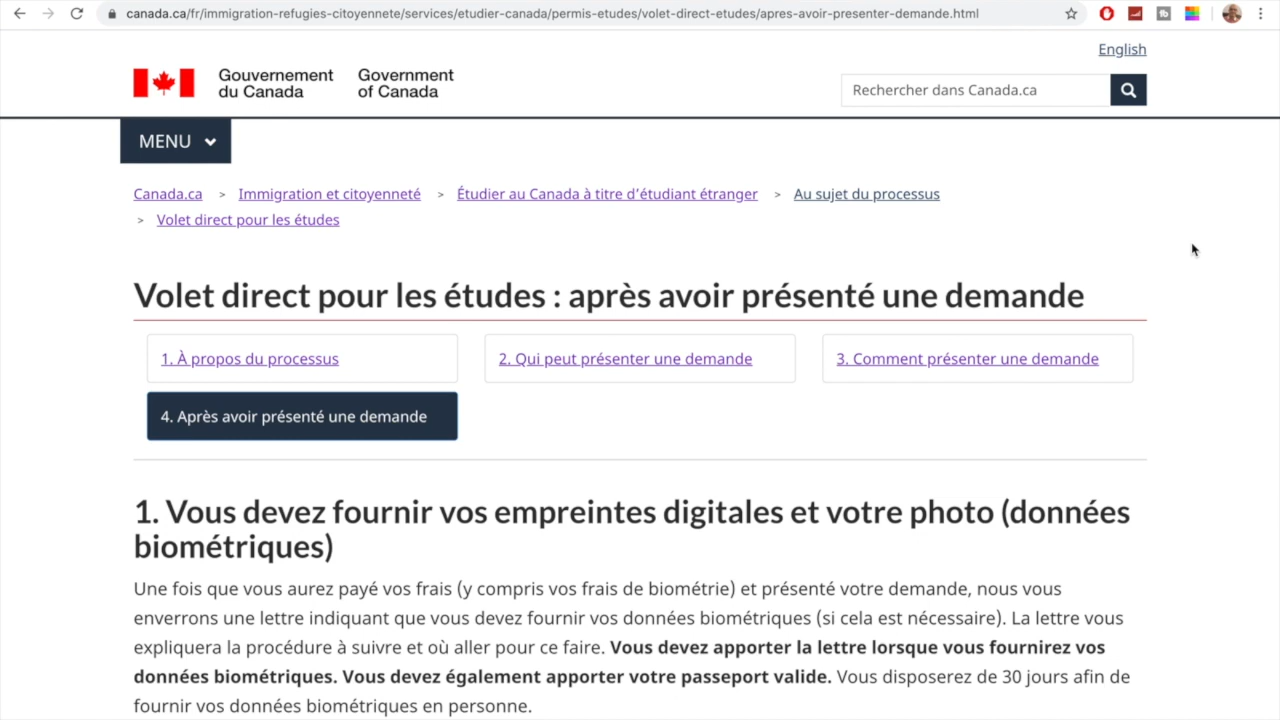 canada.ca/fr/immigration-refugies-citoyennete/services/etudier-canada/permis-etudes/volet-direct-etudes/apres-avoir-presenter-demande.html
English
Gouvernement du Canada
Government of Canada
Rechercher dans Canada.ca
MENU
Canada.ca > Immigration et citoyenneté > Étudier au Canada à titre d'étudiant étranger > Au sujet du processus
> Volet direct pour les études
Volet direct pour les études : après avoir présenté une demande
1. À propos du processus
2. Qui peut présenter une demande
3. Comment présenter une demande
4. Après avoir présenté une demande
1. Vous devez fournir vos empreintes digitales et votre photo (données
biométriques)
Une fois que vous aurez payé vos frais (y compris vos frais de biométrie) et présenté votre demande, nous vous
enverrons une lettre indiquant que vous devez fournir vos données biométriques (si cela est nécessaire). La lettre vous
expliquera la procédure à suivre et où aller pour ce faire. Vous devez apporter la lettre lorsque vous fournirez vos
données biométriques. Vous devez également apporter votre passeport valide. Vous disposerez de 30 jours afin de
fournir vos données biométriques en personne.